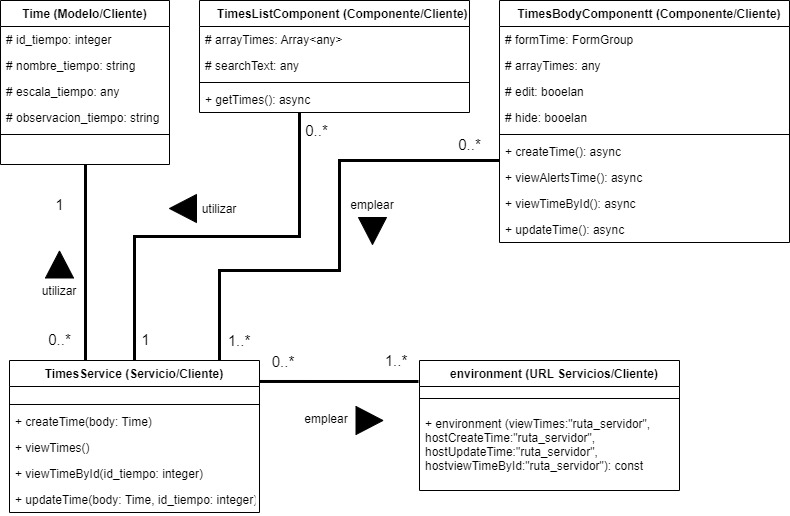 Time (Modelo/Cliente)
# id_tiempo: integer
# nombre_tiempo: string
# escala_tiempo: any
# observacion_tiempo: string
TimesListComponent (Componente/Cliente)
# arrayTimes: Array<any>
# searchText: any
+ getTimes(): async
TimesBodyComponentt (Componente/Cliente)
# formTime: FormGroup
# arrayTimes: any
# edit: booelan
# hide: booelan
+ createTime(): async
+ viewAlertsTime(): async
+ viewTimeById(): async
+ updateTime(): async
0..*
0..*
1
utilizar
emplear
utilizar
0..*
1
1..*
TimesService (Servicio/Cliente)
+ createTime(body: Time)
+ viewTimes()
+ viewTimeById(id_tiempo: integer)
+ updateTime(body: Time, id_tiempo: integer)
0..*
1..*
emplear
environment (URL Servicios/Cliente)
+ environment (viewTimes:"ruta_servidor",
hostCreateTime:"ruta_servidor",
hostUpdateTime:"ruta_servidor",
hostviewTimeById:"ruta_servidor"): const